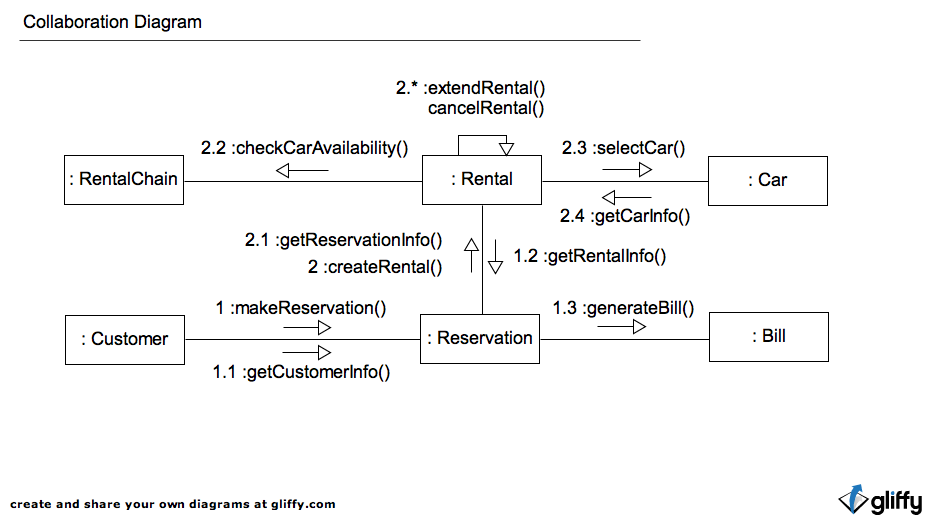 Collaboration Diagram
2.* :extendRental()
cancelRental()
2.2 :checkCarAvailability()
2.3 :selectCar()
: RentalChain
: Rental
: Car
2.4 :getCarInfo()
2.1 :getReservationInfo()
2 :createRental()
1.2 :getRentalInfo()
1 :makeReservation()
1.3 :generateBill()
: Customer
: Reservation
: Bill
1.1 :getCustomerInfo()
create and share your own diagrams at gliffy.com
gliffy